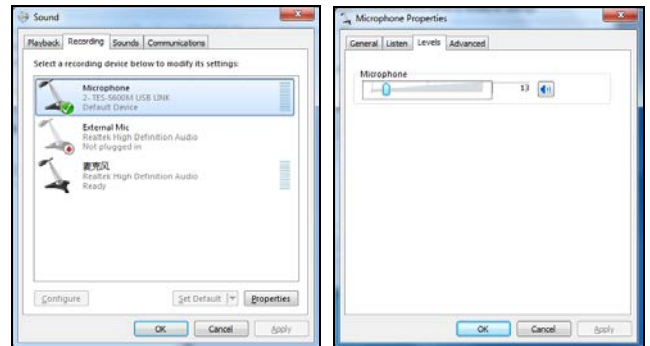 Sound
Playback Recording Sounds Communications
Select a recording device below to modify its settings:
Microphone
2- TES-5600M USB LINK
Default Device
External Mic
Realtek High Definition Audio
Not plugged in
麦克风
Realtek High Definition Audio
Ready
Configure Set Default Properties
OK Cancel Apply
Microphone Properties
General Listen Levels Advanced
Microphone
13
OK Cancel Apply